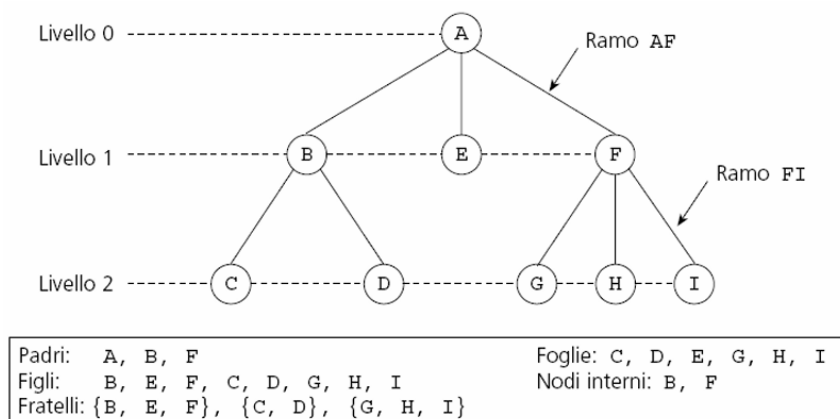 Livello 0 A
Ramo AF
Livello 1 B E F
Ramo FI
Livello 2 C D G H I
Padri: A, B, F Foglie: C, D, E, G, H, I
Figli: B, E, F, C, D, G, H, I Nodi interni: B, F
Fratelli: {B, E, F}, {C, D}, {G, H, I}